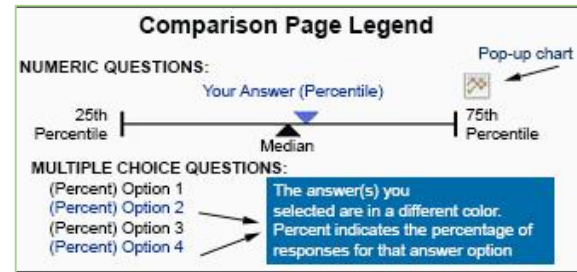 Comparison Page Legend
Pop-up chart
NUMERIC QUESTIONS:
Your Answer (Percentile)
25th
Percentile
75th
Percentile
Median
MULTIPLE CHOICE QUESTIONS:
(Percent) Option 1
(Percent) Option 2
(Percent) Option 3
(Percent) Option 4
The answer(s) you
selected are in a different color.
Percent indicates the percentage of
responses for that answer option